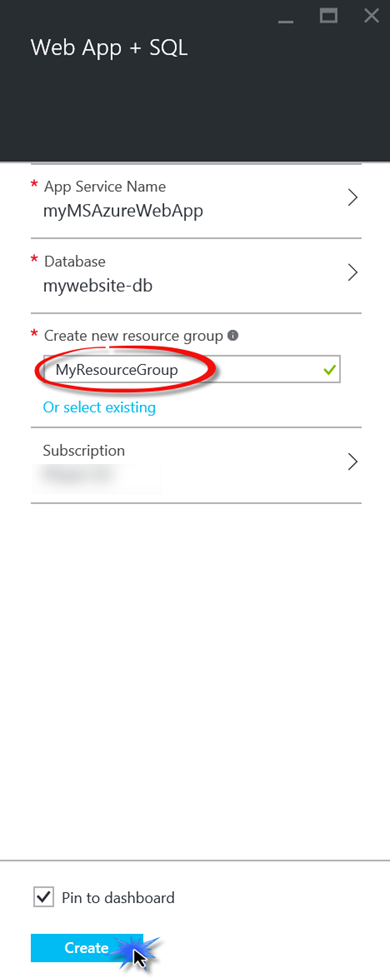 Web App + SQL
* App Service Name
myMSAzureWebApp
* Database
mywebsite-db
* Create new resource group
MyResourceGroup
Or select existing
Subscription
Pin to dashboard
Create